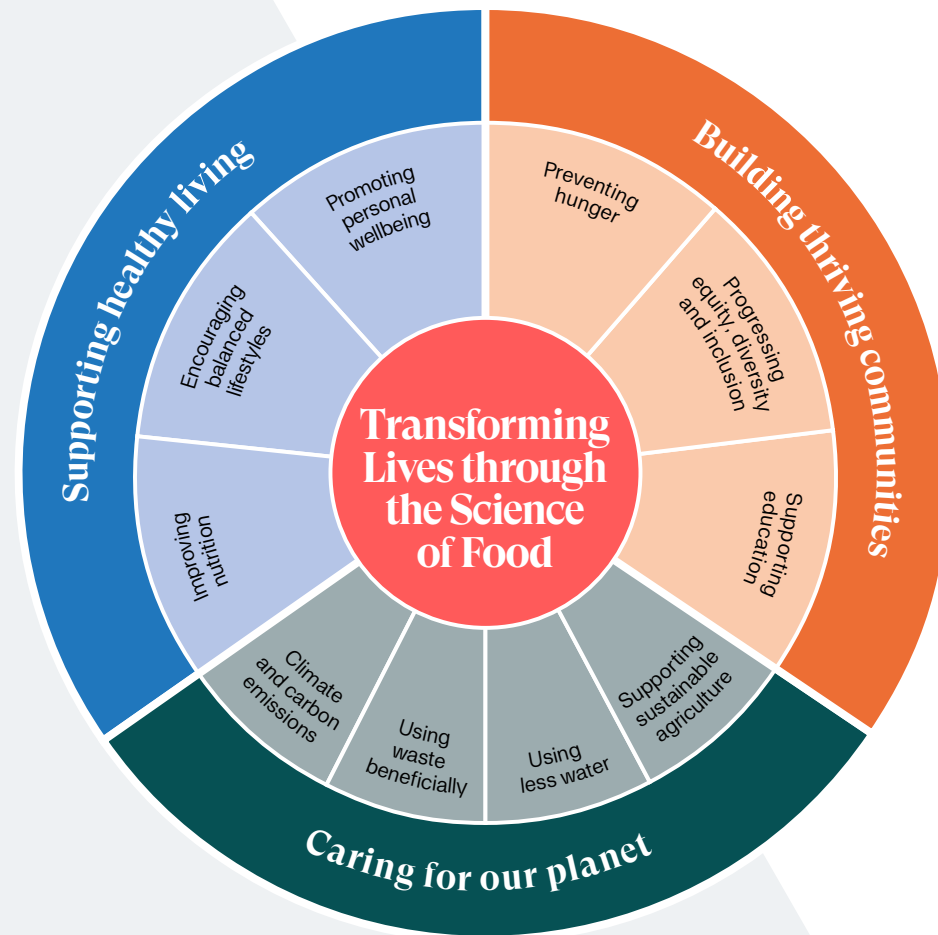 Transforming
Lives through
the Science
of Food
Supporting healthy living
Promoting
personal
wellbeing
Encouraging
balanced
lifestyles
Improving
nutrition
Building thriving communities
Preventing
hunger
Progressing
equity, diversity
and inclusion
Supporting
education
Caring for our planet
Climate
and carbon
emissions
Using
waste
beneficially
Using
less water
Supporting
sustainable
agriculture